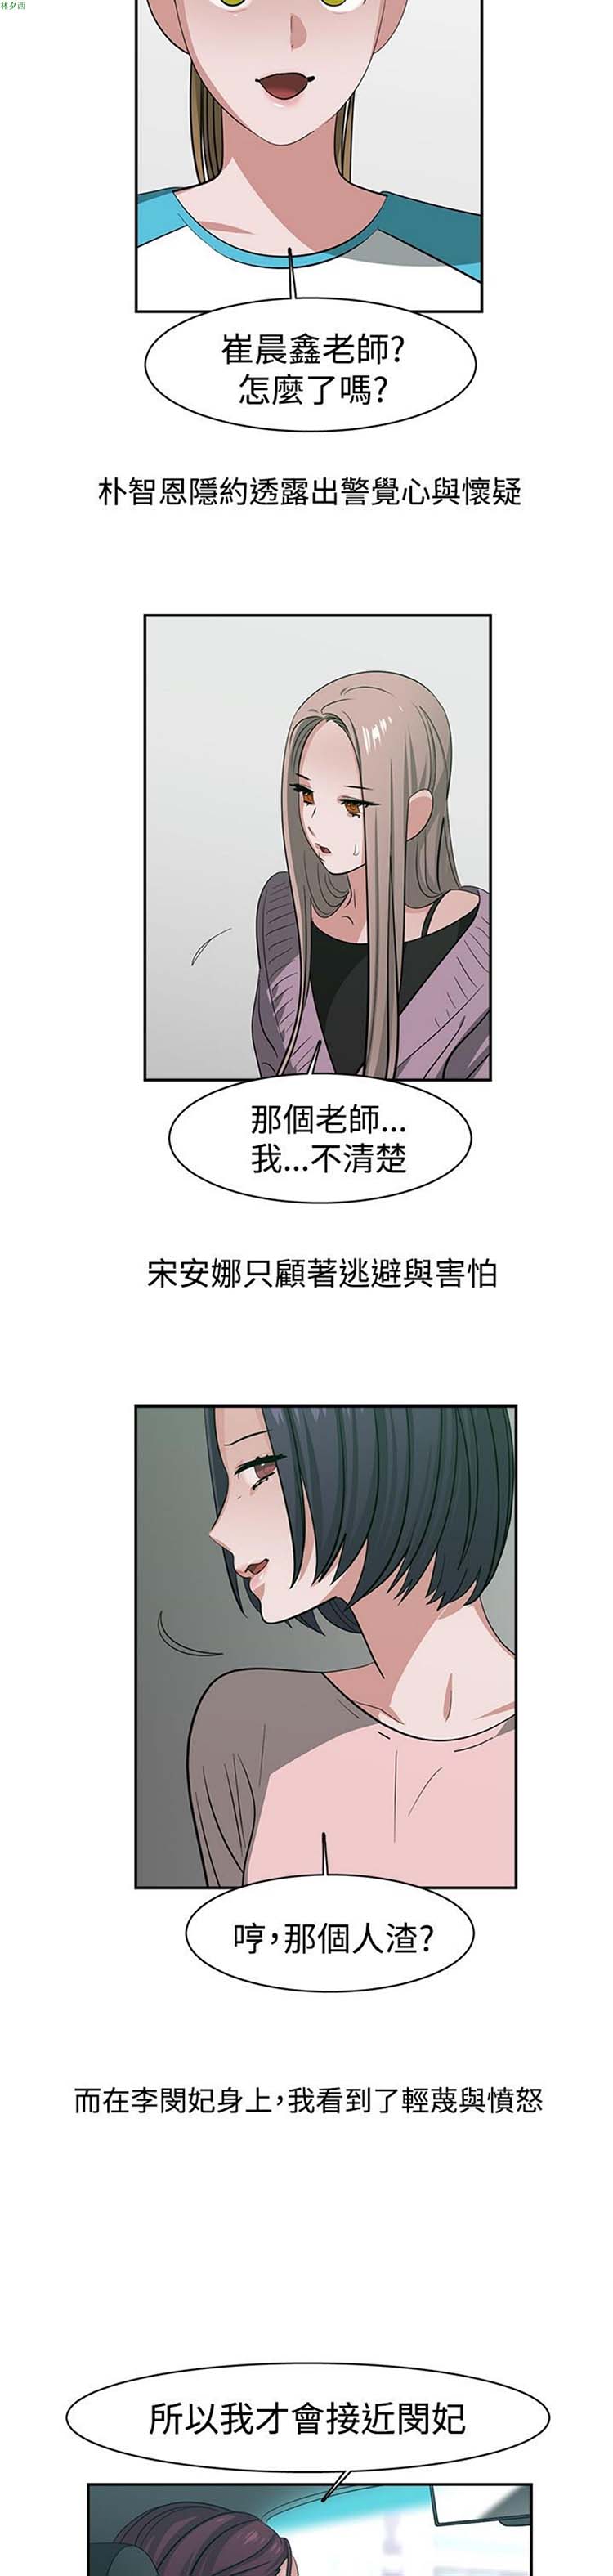 林夕西
崔晨鑫老師?
怎麼了嗎?
朴智恩隱約透露出警覺心與懷疑
那個老師...
我...不清楚
宋安娜只顧著逃避與害怕
哼,那個人渣?
而在李閔妃身上,我看到了輕蔑與憤怒
所以我才會接近閔妃